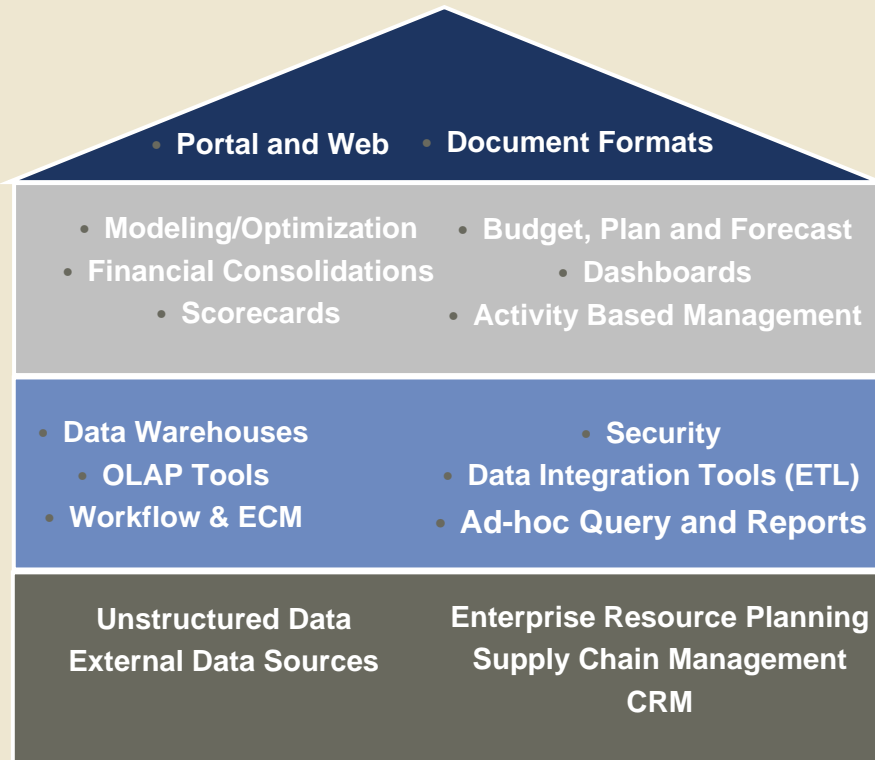 • Portal and Web
• Document Formats
• Modeling/Optimization
• Financial Consolidations
• Scorecards
• Budget, Plan and Forecast
• Dashboards
• Activity Based Management
• Data Warehouses
• OLAP Tools
• Workflow & ECM
• Security
• Data Integration Tools (ETL)
• Ad-hoc Query and Reports
Unstructured Data
External Data Sources
Enterprise Resource Planning
Supply Chain Management
CRM